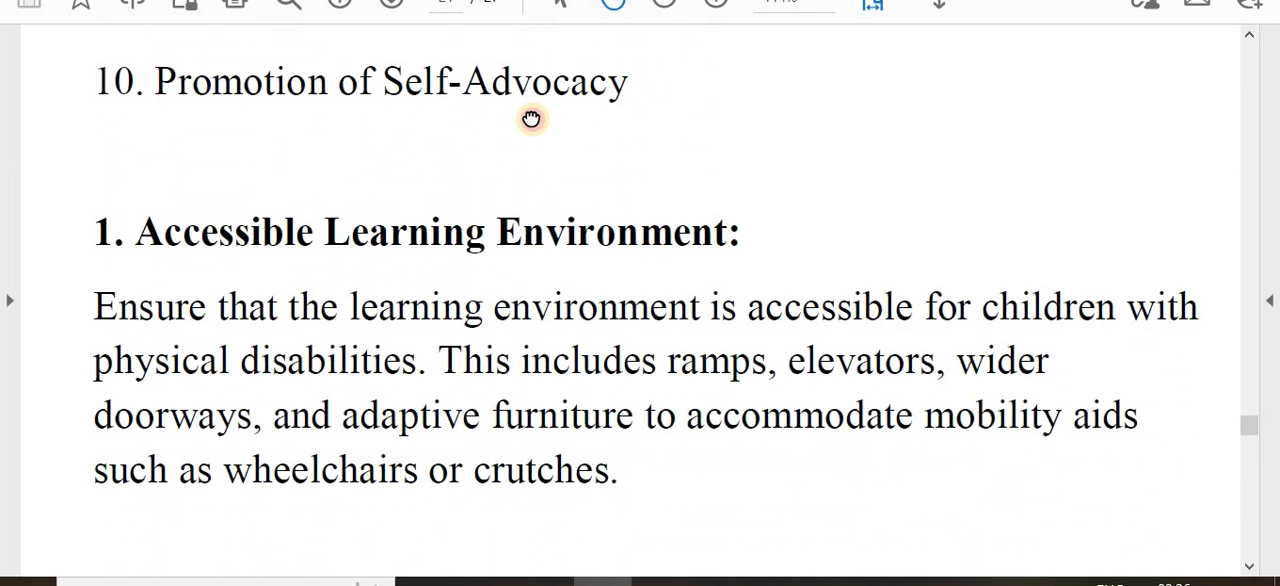 10. Promotion of Self-Advocacy
1. Accessible Learning Environment:
Ensure that the learning environment is accessible for children with
physical disabilities. This includes ramps, elevators, wider
doorways, and adaptive furniture to accommodate mobility aids
such as wheelchairs or crutches.